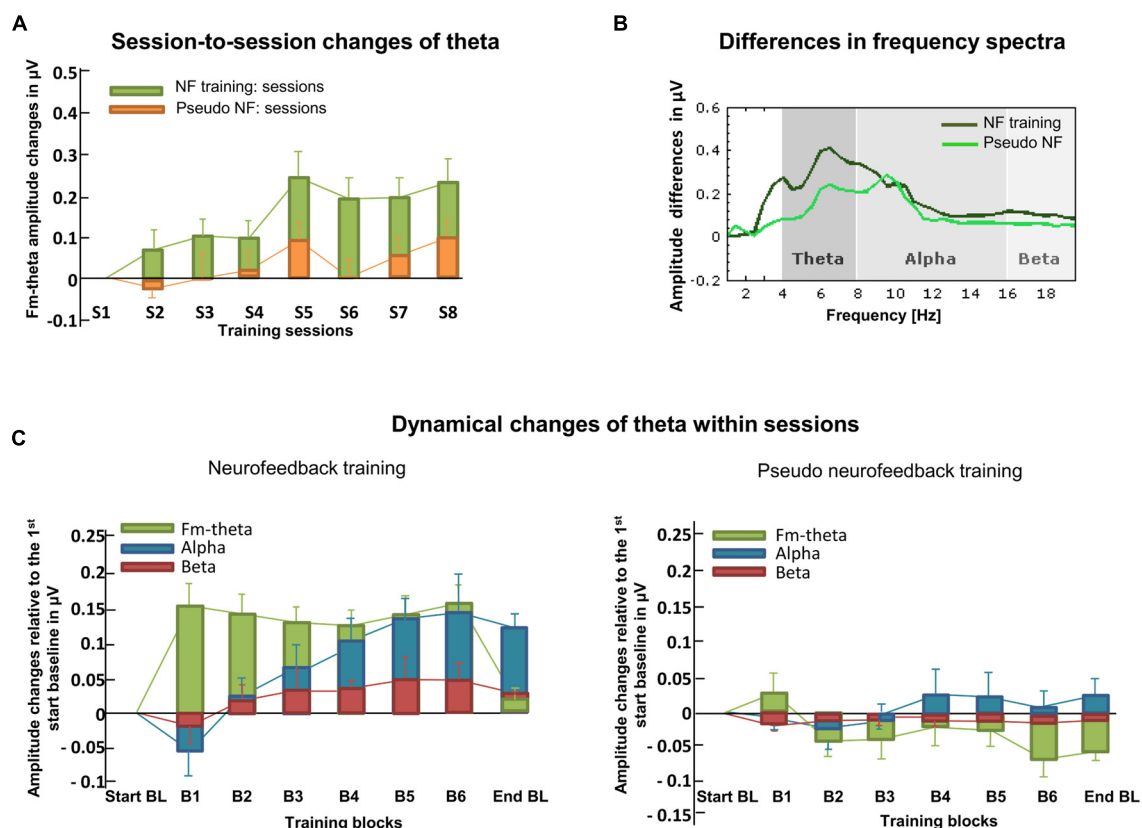 A
Session-to-session changes of theta
Fm-theta amplitude changes in µV
0.5
0.4
0.3
0.2
0.1
0
-0.1
NF training: sessions
Pseudo NF: sessions
S1 S2 S3 S4 S5 S6 S7 S8
Training sessions
B
Differences in frequency spectra
Amplitude differences in µV
0.6
0.4
0.2
0
-0.2
NF training
Pseudo NF
Theta Alpha Beta
2 4 6 8 10 12 14 16 18
Frequency [Hz]
Dynamical changes of theta within sessions
C
Neurofeedback training
Amplitude changes relative to the 1st
start baseline in µV
0.25
0.2
0.15
0.1
0.05
0
- 0.05
- 0.1
Fm-theta
Alpha
Beta
Start BL B1 B2 B3 B4 B5 B6 End BL
Training blocks
Pseudo neurofeedback training
Amplitude changes relative to the 1st
start baseline in µV
0.25
0.2
0.15
0.1
0.05
0
- 0.05
- 0.1
- 0.15
Fm-theta
Alpha
Beta
Start BL B1 B2 B3 B4 B5 B6 End BL
Training blocks